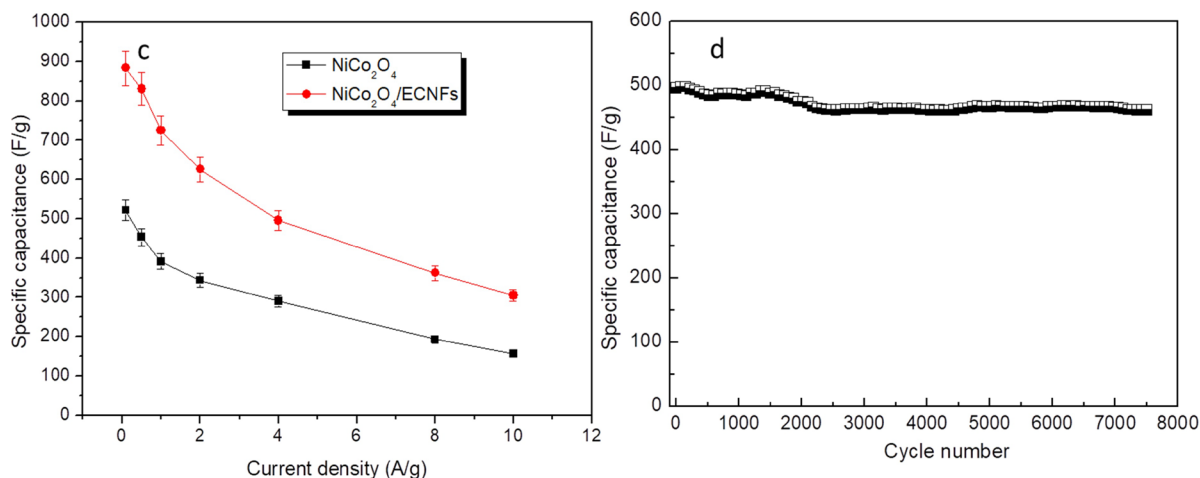 c
NiCo₂O₄
NiCo₂O₄/ECNFs
Specific capacitance (F/g)
1000
900
800
700
600
500
400
300
200
100
0
0 2 4 6 8 10 12
Current density (A/g)
d
Specific capacitance (F/g)
600
500
400
300
200
100
0
0 1000 2000 3000 4000 5000 6000 7000 8000
Cycle number